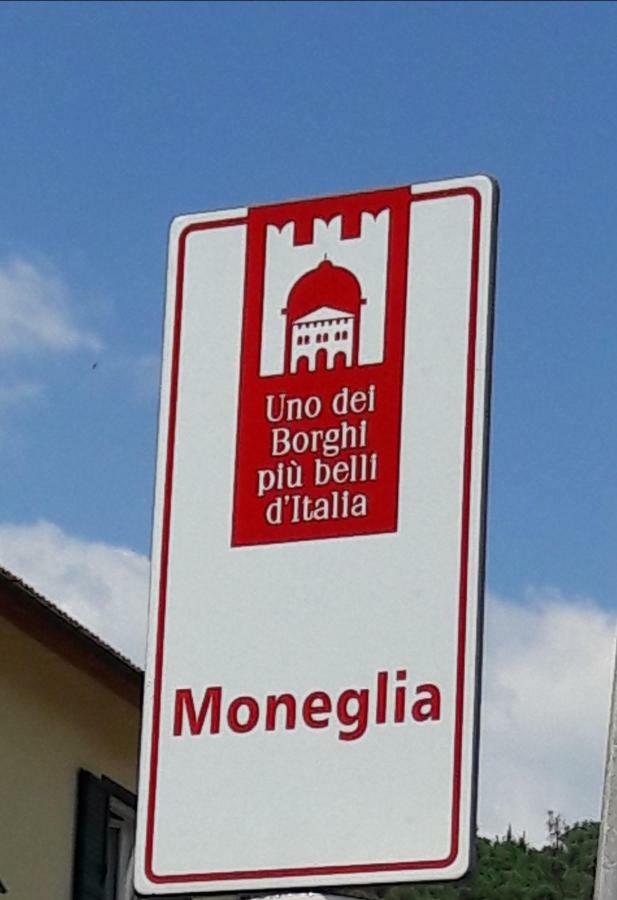 Uno dei
Borghi
più belli
d'Italia
Moneglia